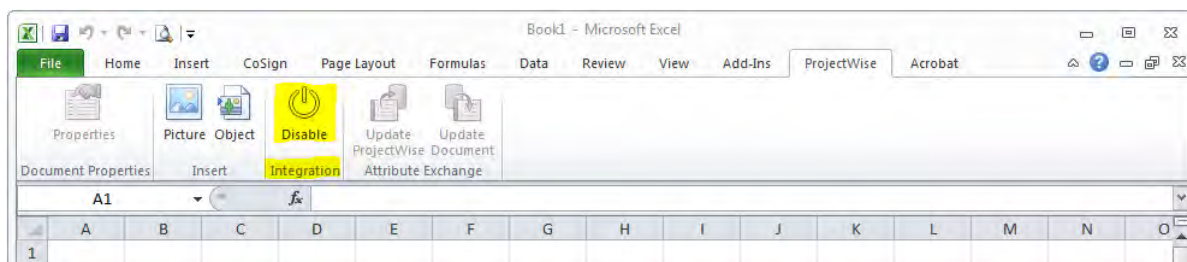 Book1 - Microsoft Excel
File Home Insert CoSign Page Layout Formulas Data Review View Add-Ins ProjectWise Acrobat
Properties Picture Object Disable Update Update
ProjectWise Document
Document Properties Insert Integration Attribute Exchange
A1 fx
A B C D E F G H I J K L M N O
1